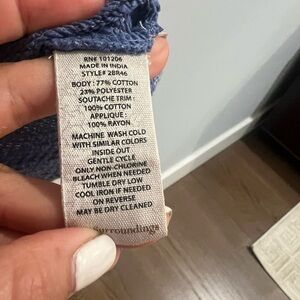 RN# 101206
MADE IN INDIA
STYLE# 2BR46
BODY : 77% COTTON
23% POLYESTER
SOUTACHE TRIM :
100% COTTON
APPLIQUE :
100% RAYON
MACHINE WASH COLD
WITH SIMILAR COLORS
INSIDE OUT
GENTLE CYCLE
ONLY NON-CHLORINE
BLEACH WHEN NEEDED
TUMBLE DRY LOW
COOL IRON IF NEEDED
ON REVERSE
MAY BE DRY CLEANED
urroundings